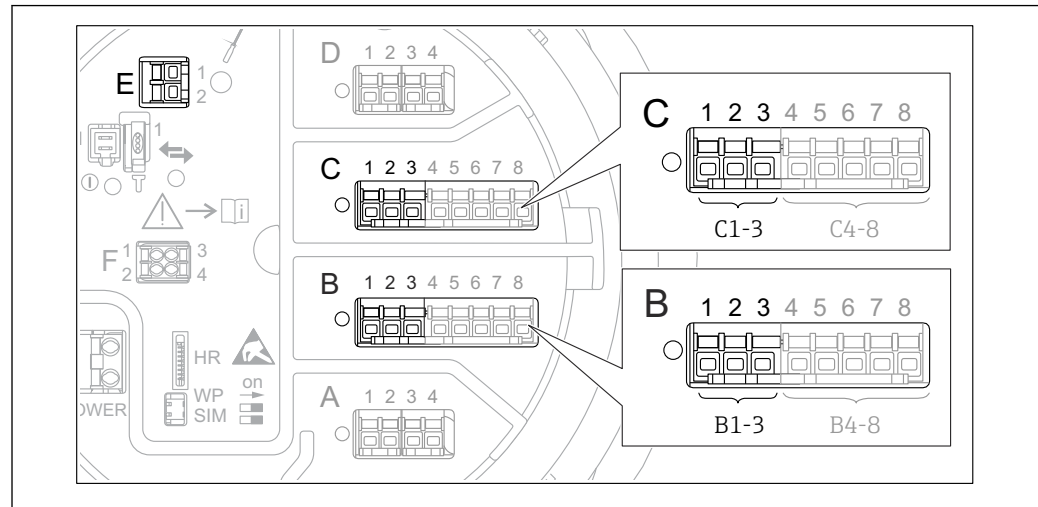 D 1 2 3 4
E 1
2
1
C 1 2 3 4 5 6 7 8
F 1 3
2 4
B 1 2 3 4 5 6 7 8
HR
WP on
SIM
OWER
A 1 2 3 4
C 1 2 3 4 5 6 7 8
C1-3 C4-8
B 1 2 3 4 5 6 7 8
B1-3 B4-8